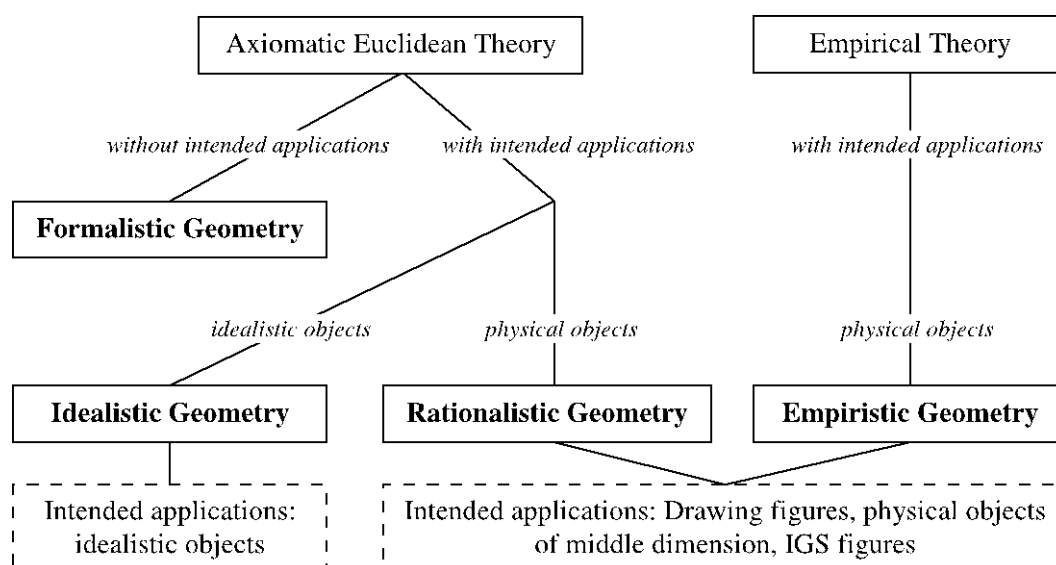 Axiomatic Euclidean Theory
Empirical Theory
without intended applications
with intended applications
with intended applications
Formalistic Geometry
idealistic objects
physical objects
physical objects
Idealistic Geometry
Rationalistic Geometry
Empiristic Geometry
Intended applications:
idealistic objects
Intended applications: Drawing figures, physical objects
of middle dimension, IGS figures